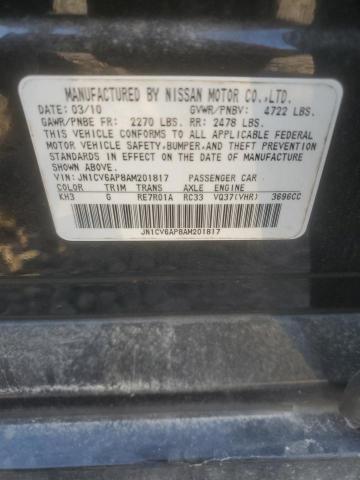 MANUFACTURED BY NISSAN MOTOR CO.,LTD.
DATE: 03/10 GVWR/PNBV: 4722 LBS.
GAWR/PNBE FR: 2270 LBS. RR: 2478 LBS.
THIS VEHICLE CONFORMS TO ALL APPLICABLE FEDERAL
MOTOR VEHICLE SAFETY,BUMPER,AND THEFT PREVENTION
STANDARDS IN EFFECT ON THE DATE OF MANUFACTURE
SHOWN ABOVE.
VIN:JN1CV6AP8AM201817 PASSENGER CAR
COLOR TRIM TRANS AXLE ENGINE
KH3 G RE7R01A RC33 VQ37(VHR) 3696CC
JN1CV6AP8AM201817